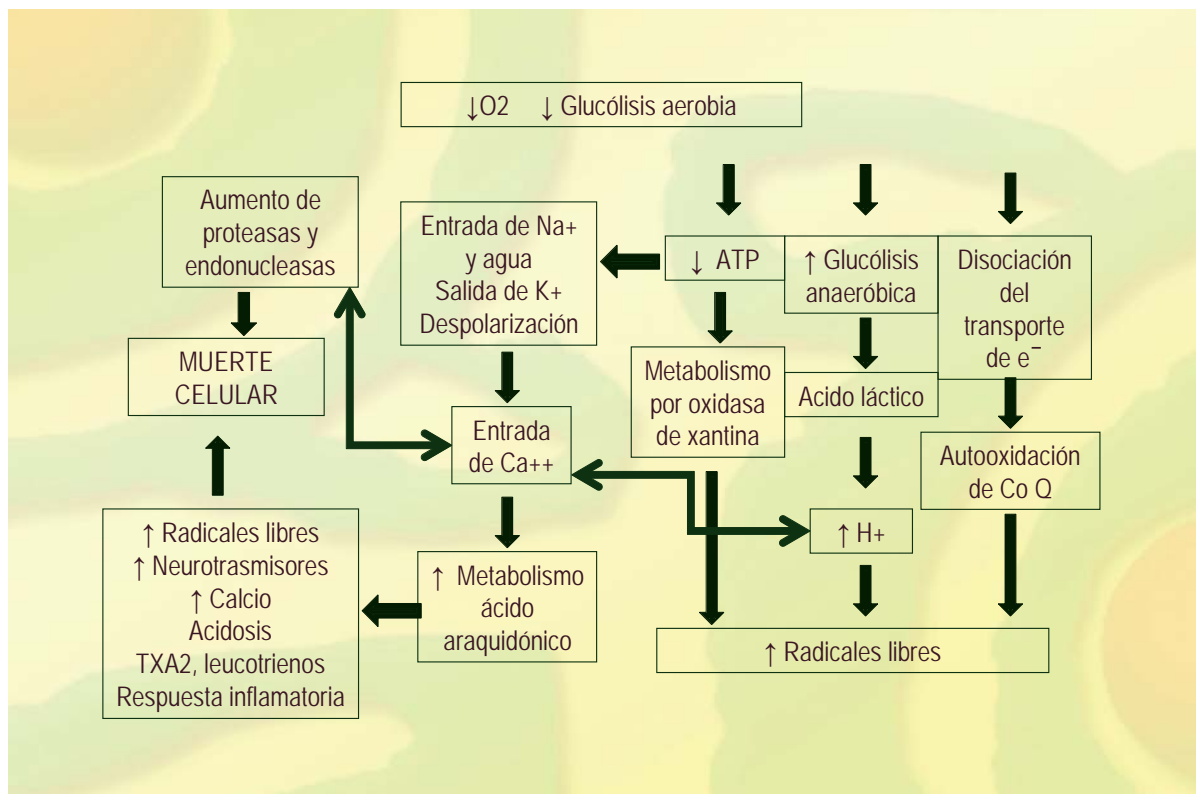 ↓O2 ↓ Glucólisis aerobia
Aumento de
proteasas y
endonucleasas
MUERTE
CELULAR
Entrada de Na+
y agua
Salida de K+
Despolarización
↓ ATP
↑ Glucólisis
anaeróbica
Disociación
del
transporte
de e⁻
Metabolismo
por oxidasa
de xantina
Acido láctico
Entrada
de Ca++
Autooxidación
de Co Q
↑ H+
↑ Radicales libres
↑ Neurotrasmisores
↑ Calcio
Acidosis
TXA2, leucotrienos
Respuesta inflamatoria
↑ Metabolismo
ácido
araquidónico
↑ Radicales libres